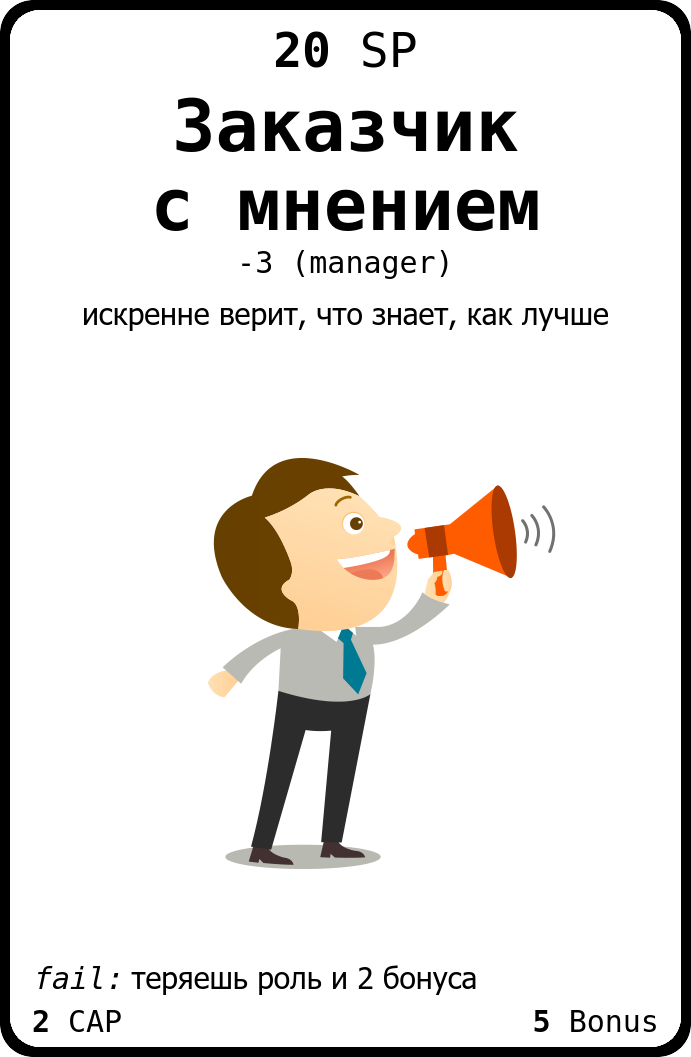 20 SP
Заказчик
с мнением
-3 (manager)
искренне верит, что знает, как лучше
fail: теряешь роль и 2 бонуса
2 CAP
5 Bonus